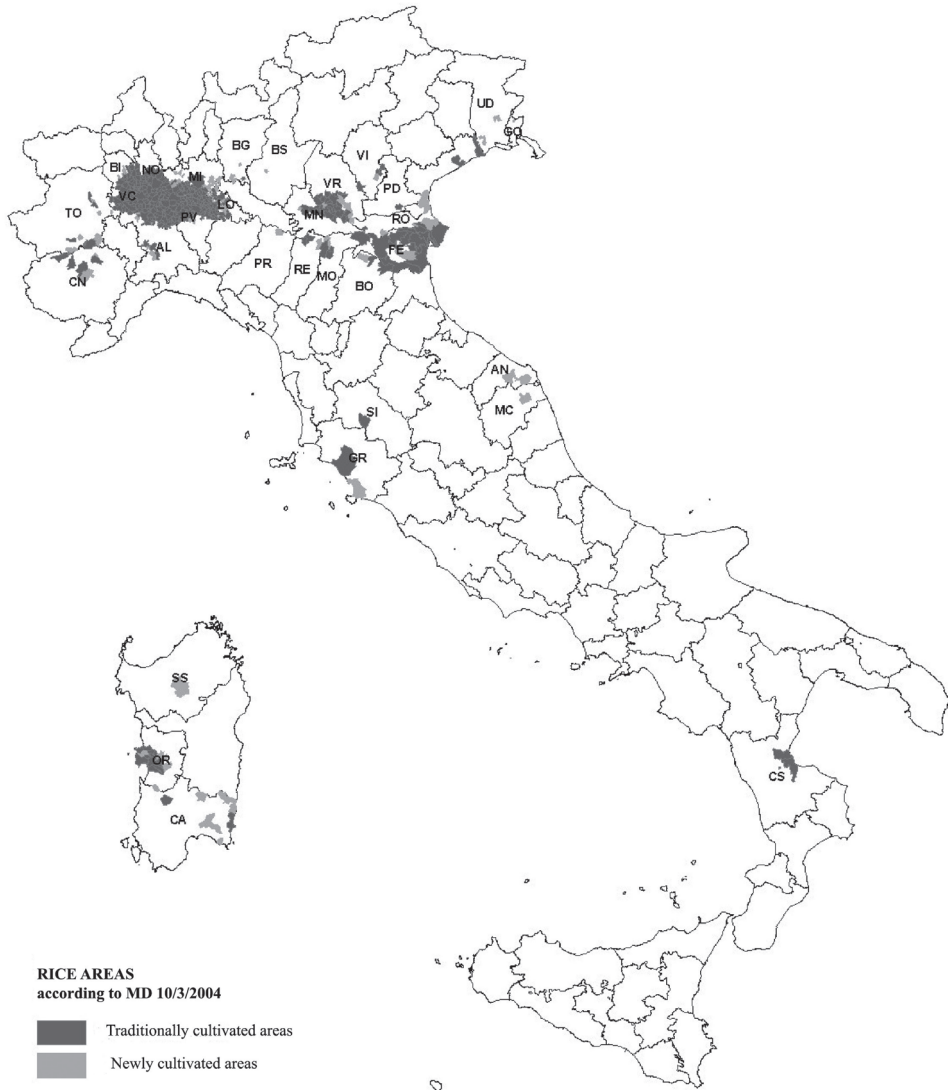 UD
GO
BG
BS
VI
BI
NO
MI
VR
PD
VC
LO
MN
TO
PV
RO
AL
FE
PR
RE
MO
BO
CN
AN
MC
SI
GR
SS
OR
CS
CA
RICE AREAS
according to MD 10/3/2004
Traditionally cultivated areas
Newly cultivated areas